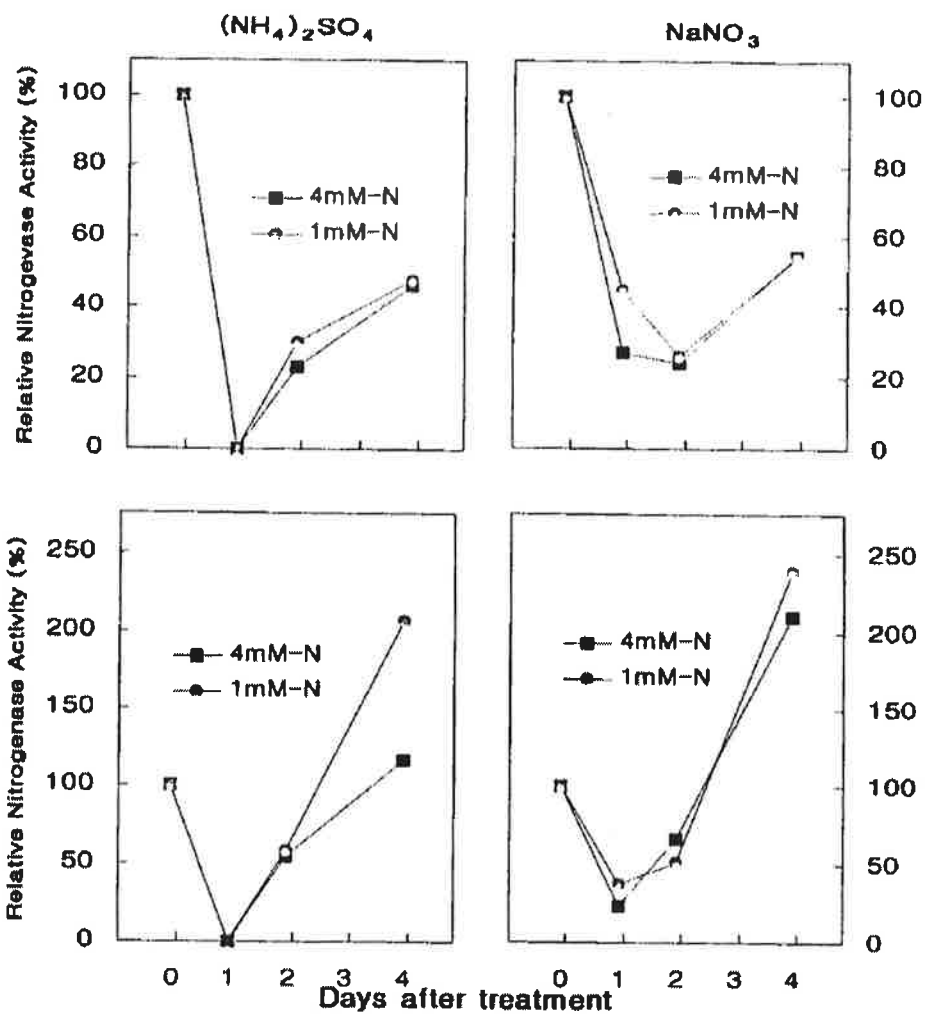 (NH₄)₂SO₄
NaNO₃
Relative Nitrogevase Activity (%)
100
80
60
40
20
0
4mM-N
1mM-N
4mM-N
1mM-N
100
80
60
40
20
0
Relative Nitrogenase Activity (%)
250
200
150
100
50
0
4mM-N
1mM-N
4mM-N
1mM-N
250
200
150
100
50
0
0 1 2 3 4
0 1 2 3 4
Days after treatment